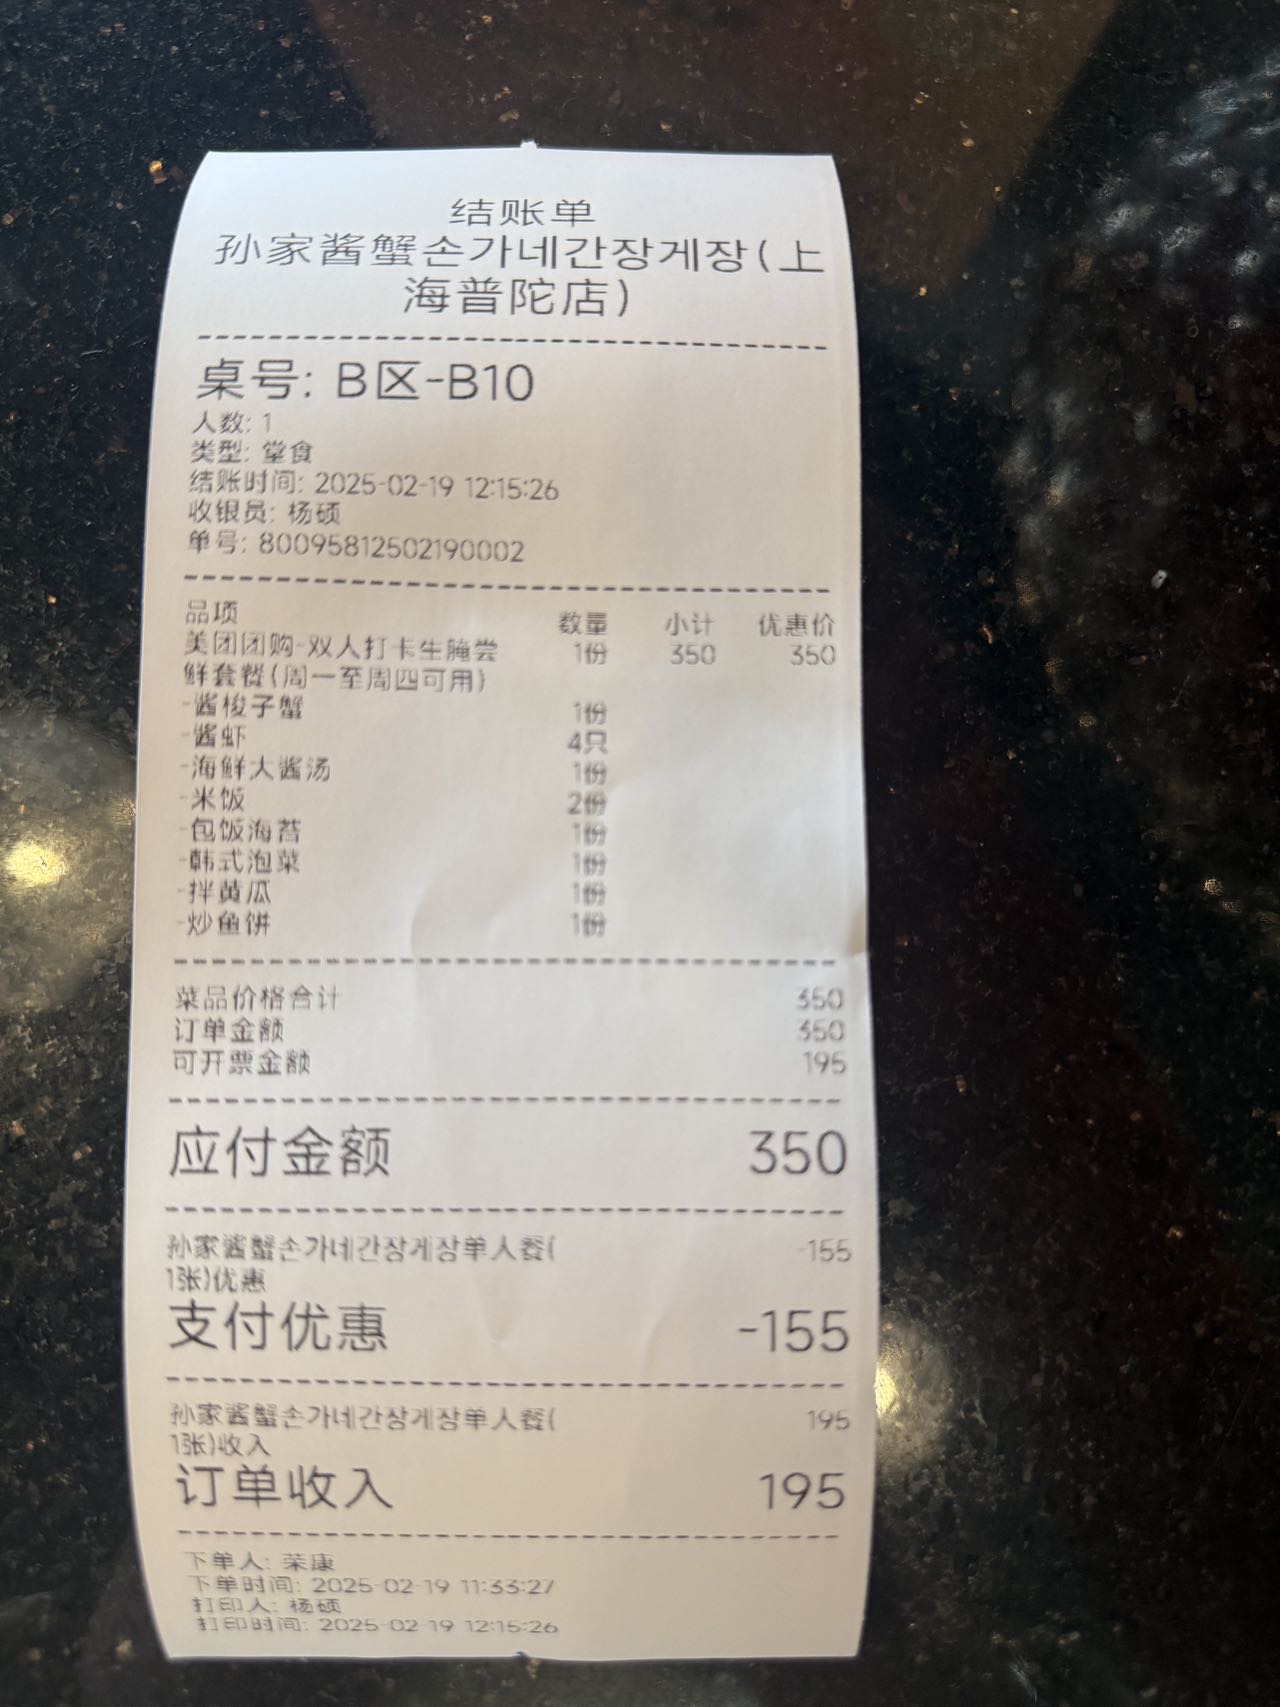 结账单
孙家酱蟹손가네간장게장(上
海普陀店)
桌号: B区-B10
人数: 1
类型: 堂食
结账时间: 2025-02-19 12:15:26
收银员: 杨硕
单号: 80095812502190002
品项 数量 小计 优惠价
美团团购-双人打卡生腌尝 1份 350 350
鲜套餐(周一至周四可用)
-酱梭子蟹 1份
-酱虾 4只
-海鲜大酱汤 1份
-米饭 2份
-包饭海苔 1份
-韩式泡菜 1份
-拌黄瓜 1份
-炒鱼饼 1份
菜品价格合计 350
订单金额 350
可开票金额 195
应付金额 350
孙家酱蟹손가네간장게장单人餐( -155
1张)优惠
支付优惠 -155
孙家酱蟹손가네간장게장单人餐( 195
1张)收入
订单收入 195
下单人: 荣康
下单时间: 2025-02-19 11:33:27
打印人: 杨硕
打印时间: 2025-02-19 12:15:26